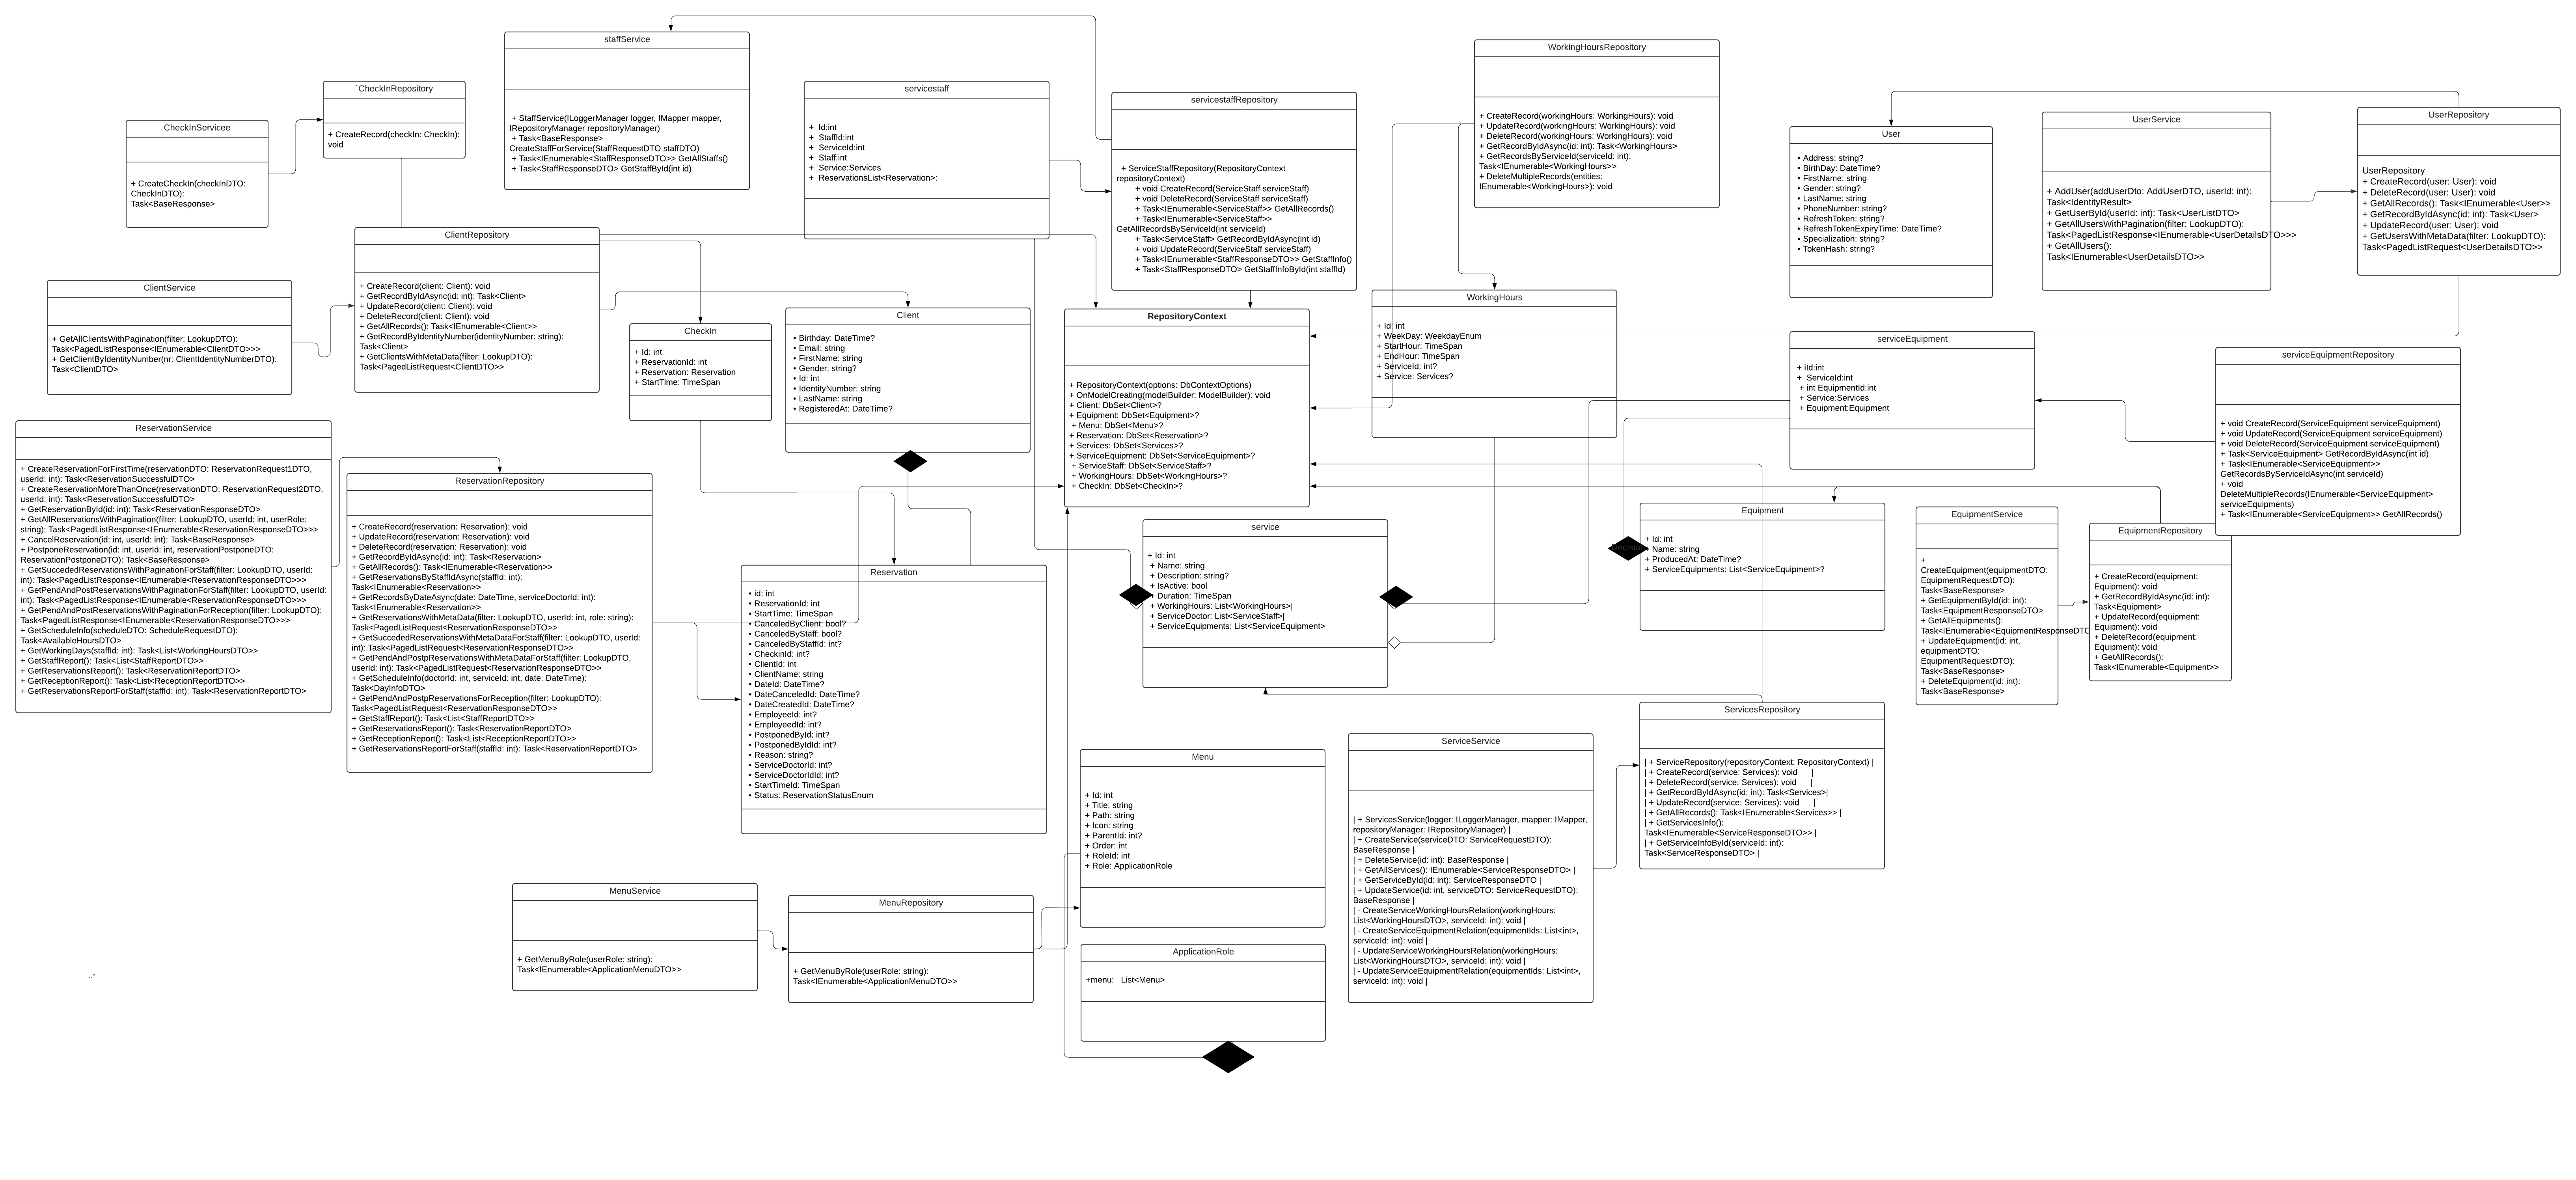 staffService
+ StaffService(ILoggerManager logger, IMapper mapper,
IRepositoryManager repositoryManager)
+ Task<BaseResponse>
CreateStaffForService(StaffRequestDTO staffDTO)
+ Task<IEnumerable<StaffResponseDTO>> GetAllStaffs()
+ Task<StaffResponseDTO> GetStaffById(int id)
WorkingHoursRepository
+ CreateRecord(workingHours: WorkingHours): void
+ UpdateRecord(workingHours: WorkingHours): void
+ DeleteRecord(workingHours: WorkingHours): void
+ GetRecordByIdAsync(id: int): Task<WorkingHours>
+ GetRecordsByServiceId(serviceId: int):
Task<IEnumerable<WorkingHours>>
+ DeleteMultipleRecords(entities:
IEnumerable<WorkingHours>): void
´CheckInRepository
+ CreateRecord(checkIn: CheckIn):
void
servicestaff
+ Id:int
+ StaffId:int
+ ServiceId:int
+ Staff:int
+ Service:Services
+ ReservationsList<Reservation>:
servicestaffRepository
+ ServiceStaffRepository(RepositoryContext
repositoryContext)
+ void CreateRecord(ServiceStaff serviceStaff)
+ void DeleteRecord(ServiceStaff serviceStaff)
+ Task<IEnumerable<ServiceStaff>> GetAllRecords()
+ Task<IEnumerable<ServiceStaff>>
GetAllRecordsByServiceId(int serviceId)
+ Task<ServiceStaff> GetRecordByIdAsync(int id)
+ void UpdateRecord(ServiceStaff serviceStaff)
+ Task<IEnumerable<StaffResponseDTO>> GetStaffInfo()
+ Task<StaffResponseDTO> GetStaffInfoById(int staffId)
CheckInServicee
+ CreateCheckIn(checkInDTO:
CheckInDTO):
Task<BaseResponse>
User
• Address: string?
• BirthDay: DateTime?
• FirstName: string
• Gender: string?
• LastName: string
• PhoneNumber: string?
• RefreshToken: string?
• RefreshTokenExpiryTime: DateTime?
• Specialization: string?
• TokenHash: string?
UserService
+ AddUser(addUserDto: AddUserDTO, userId: int):
Task<IdentityResult>
+ GetUserById(userId: int): Task<UserListDTO>
+ GetAllUsersWithPagination(filter: LookupDTO):
Task<PagedListResponse<IEnumerable<UserDetailsDTO>>>
+ GetAllUsers():
Task<IEnumerable<UserDetailsDTO>>
UserRepository
UserRepository
+ CreateRecord(user: User): void
+ DeleteRecord(user: User): void
+ GetAllRecords(): Task<IEnumerable<User>>
+ GetRecordByIdAsync(id: int): Task<User>
+ UpdateRecord(user: User): void
+ GetUsersWithMetaData(filter: LookupDTO):
Task<PagedListRequest<UserDetailsDTO>>
ClientRepository
+ CreateRecord(client: Client): void
+ GetRecordByIdAsync(id: int): Task<Client>
+ UpdateRecord(client: Client): void
+ DeleteRecord(client: Client): void
+ GetAllRecords(): Task<IEnumerable<Client>>
+ GetRecordByIdentityNumber(identityNumber: string):
Task<Client>
+ GetClientsWithMetaData(filter: LookupDTO):
Task<PagedListRequest<ClientDTO>>
ClientService
+ GetAllClientsWithPagination(filter: LookupDTO):
Task<PagedListResponse<IEnumerable<ClientDTO>>>
+ GetClientByIdentityNumber(nr: ClientIdentityNumberDTO):
Task<ClientDTO>
CheckIn
+ Id: int
+ ReservationId: int
+ Reservation: Reservation
+ StartTime: TimeSpan
Client
• Birthday: DateTime?
• Email: string
• FirstName: string
• Gender: string?
• Id: int
• IdentityNumber: string
• LastName: string
• RegisteredAt: DateTime?
RepositoryContext
+ RepositoryContext(options: DbContextOptions)
+ OnModelCreating(modelBuilder: ModelBuilder): void
+ Client: DbSet<Client>?
+ Equipment: DbSet<Equipment>?
+ Menu: DbSet<Menu>?
+ Reservation: DbSet<Reservation>?
+ Services: DbSet<Services>?
+ ServiceEquipment: DbSet<ServiceEquipment>?
+ ServiceStaff: DbSet<ServiceStaff>?
+ WorkingHours: DbSet<WorkingHours>?
+ CheckIn: DbSet<CheckIn>?
WorkingHours
+ Id: int
+ WeekDay: WeekdayEnum
+ StartHour: TimeSpan
+ EndHour: TimeSpan
+ ServiceId: int?
+ Service: Services?
serviceEquipment
+ iId:int
+ ServiceId:int
+ int EquipmentId:int
+ Service:Services
+ Equipment:Equipment
serviceEquipmentRepository
+ void CreateRecord(ServiceEquipment serviceEquipment)
+ void UpdateRecord(ServiceEquipment serviceEquipment)
+ void DeleteRecord(ServiceEquipment serviceEquipment)
+ Task<ServiceEquipment> GetRecordByIdAsync(int id)
+ Task<IEnumerable<ServiceEquipment>>
GetRecordsByServiceIdAsync(int serviceId)
+ void
DeleteMultipleRecords(IEnumerable<ServiceEquipment>
serviceEquipments)
+ Task<IEnumerable<ServiceEquipment>> GetAllRecords()
ReservationService
+ CreateReservationForFirstTime(reservationDTO: ReservationRequest1DTO,
userId: int): Task<ReservationSuccesfulDTO>
+ CreateReservationMoreThanOnce(reservationDTO: ReservationRequest2DTO,
userId: int): Task<ReservationSuccesfulDTO>
+ GetReservationById(id: int): Task<ReservationResponseDTO>
+ GetAllReservationsWithPagination(filter: LookupDTO, userId: int, userRole:
string): Task<PagedListResponse<IEnumerable<ReservationResponseDTO>>>
+ CancelReservation(id: int, userId: int): Task<BaseResponse>
+ PostponeReservation(id: int, userId: int, reservationPostponeDTO:
ReservationPostponeDTO): Task<BaseResponse>
+ GetSuccededReservationsWithPaginationForStaff(filter: LookupDTO, userId:
int): Task<PagedListResponse<IEnumerable<ReservationResponseDTO>>>
+ GetPendAndPostReservationsWithPaginationForStaff(filter: LookupDTO, userId:
int): Task<PagedListResponse<IEnumerable<ReservationResponseDTO>>>
+ GetPendAndPostReservationsWithPaginationForReception(filter: LookupDTO):
Task<PagedListResponse<IEnumerable<ReservationResponseDTO>>>
+ GetScheduleInfo(scheduleDTO: ScheduleRequestDTO):
Task<AvailableHoursDTO>
+ GetWorkingDays(staffId: int): Task<List<WorkingHoursDTO>>
+ GetStaffReport(): Task<List<StaffReportDTO>>
+ GetReservationsReport(): Task<ReservationReportDTO>
+ GetReceptionReport(): Task<List<ReceptionReportDTO>>
+ GetReservationsReportForStaff(staffId: int): Task<ReservationReportDTO>
ReservationRepository
+ CreateRecord(reservation: Reservation): void
+ UpdateRecord(reservation: Reservation): void
+ DeleteRecord(reservation: Reservation): void
+ GetRecordByIdAsync(id: int): Task<Reservation>
+ GetAllRecords(): Task<IEnumerable<Reservation>>
+ GetReservationsByStaffIdAsync(staffId: int):
Task<IEnumerable<Reservation>>
+ GetRecordsByDateAsync(date: DateTime, serviceDoctorId: int):
Task<IEnumerable<Reservation>>
+ GetReservationsWithMetaData(filter: LookupDTO, userId: int, role: string):
Task<PagedListRequest<ReservationResponseDTO>>
+ GetSuccededReservationsWithMetaDataForStaff(filter: LookupDTO, userId:
int): Task<PagedListRequest<ReservationResponseDTO>>
+ GetPendAndPostpReservationsWithMetaDataForStaff(filter: LookupDTO,
userId: int): Task<PagedListRequest<ReservationResponseDTO>>
+ GetScheduleInfo(doctorId: int, serviceId: int, date: DateTime):
Task<DayInfoDTO>
+ GetPendAndPostpReservationsForReception(filter: LookupDTO):
Task<PagedListRequest<ReservationResponseDTO>>
+ GetStaffReport(): Task<List<StaffReportDTO>>
+ GetReservationsReport(): Task<ReservationReportDTO>
+ GetReceptionReport(): Task<List<ReceptionReportDTO>>
+ GetReservationsReportForStaff(staffId: int): Task<ReservationReportDTO>
Reservation
• id: int
• ReservationId: int
• StartTime: TimeSpan
• CanceledByClient: bool?
• CanceledByStaff: bool?
• CanceledByStaffId: int?
• CheckinId: int?
• ClientId: int
• ClientName: string
• DateId: DateTime?
• DateCanceledId: DateTime?
• DateCreatedId: DateTime?
• EmployeeId: int?
• EmployeedId: int?
• PostponedById: int?
• PostponedByIdId: int?
• Reason: string?
• ServiceDoctorId: int?
• ServiceDoctorIdId: int?
• StartTimeId: TimeSpan
• Status: ReservationStatusEnum
service
+ Id: int
+ Name: string
+ Description: string?
+ IsActive: bool
+ Duration: TimeSpan
+ WorkingHours: List<WorkingHours>|
+ ServiceDoctor: List<ServiceStaff>|
+ ServiceEquipments: List<ServiceEquipment>
Equipment
+ Id: int
+ Name: string
+ ProducedAt: DateTime?
+ ServiceEquipments: List<ServiceEquipment>?
EquipmentService
+
CreateEquipment(equipmentDTO:
EquipmentRequestDTO):
Task<BaseResponse>
+ GetEquipmentById(id: int):
Task<EquipmentResponseDTO>
+ GetAllEquipments():
Task<IEnumerable<EquipmentResponseDTO
+ UpdateEquipment(id: int,
equipmentDTO:
EquipmentRequestDTO):
Task<BaseResponse>
+ DeleteEquipment(id: int):
Task<BaseResponse>
EquipmentRepository
+ CreateRecord(equipment:
Equipment): void
+ GetRecordByIdAsync(id: int):
Task<Equipment>
+ UpdateRecord(equipment:
Equipment): void
+ DeleteRecord(equipment:
Equipment): void
+ GetAllRecords():
Task<IEnumerable<Equipment>>
ServicesRepository
| + ServiceRepository(repositoryContext: RepositoryContext) |
| + CreateRecord(service: Services): void |
| + DeleteRecord(service: Services): void |
| + GetRecordByIdAsync(id: int): Task<Services>|
| + UpdateRecord(service: Services): void |
| + GetAllRecords(): Task<IEnumerable<Services>> |
| + GetServicesInfo():
Task<IEnumerable<ServiceResponseDTO>> |
| + GetServiceInfoById(serviceId: int):
Task<ServiceResponseDTO> |
Menu
+ Id: int
+ Title: string
+ Path: string
+ Icon: string
+ ParentId: int?
+ Order: int
+ RoleId: int
+ Role: ApplicationRole
ServiceService
| + ServicesService(logger: ILoggerManager, mapper: IMapper,
repositoryManager: IRepositoryManager) |
| + CreateService(serviceDTO: ServiceRequestDTO):
BaseResponse |
| + DeleteService(id: int): BaseResponse |
| + GetAllServices(): IEnumerable<ServiceResponseDTO> |
| + GetServiceById(id: int): ServiceResponseDTO |
| + UpdateService(id: int, serviceDTO: ServiceRequestDTO):
BaseResponse |
| - CreateServiceWorkingHoursRelation(workingHours:
List<WorkingHoursDTO>, serviceId: int): void |
| - CreateServiceEquipmentRelation(equipmentIds: List<int>,
serviceId: int): void |
| - UpdateServiceWorkingHoursRelation(workingHours:
List<WorkingHoursDTO>, serviceId: int): void |
| - UpdateServiceEquipmentRelation(equipmentIds: List<int>,
serviceId: int): void |
MenuService
+ GetMenuByRole(userRole: string):
Task<IEnumerable<ApplicationMenuDTO>>
MenuRepository
+ GetMenuByRole(userRole: string):
Task<IEnumerable<ApplicationMenuDTO>>
ApplicationRole
+menu: List<Menu>
..*